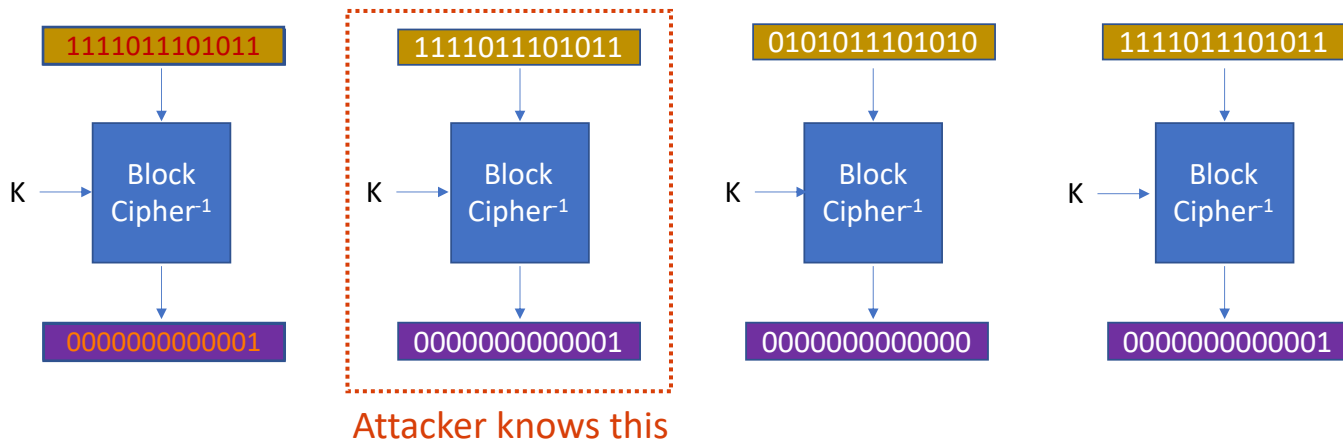 1111011101011
1111011101011
0101011101010
1111011101011
K
Block
Cipher-1
K
Block
Cipher-1
K
Block
Cipher-1
K
Block
Cipher-1
0000000000001
0000000000001
0000000000000
0000000000001
Attacker knows this